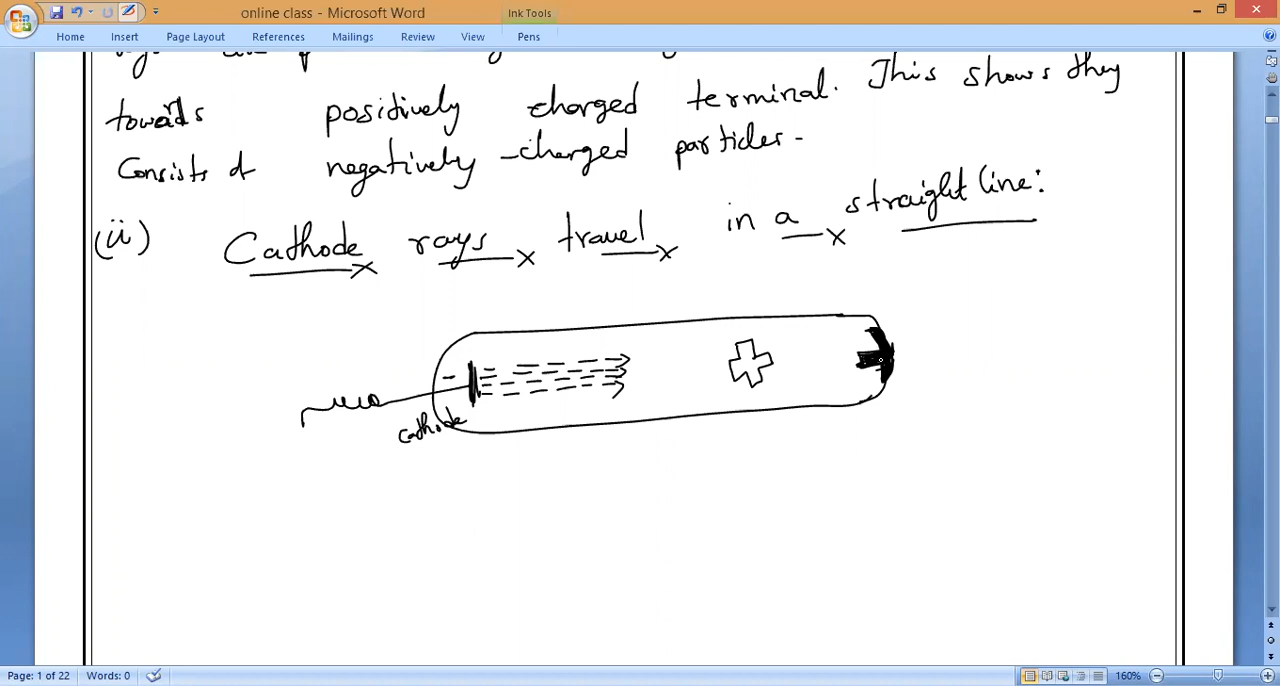 online class - Microsoft Word
Ink Tools
Home Insert Page Layout References Mailings Review View Pens
towards positively charged terminal. This shows they
Consists of negatively charged particles-
(ii) Cathode rays travel in a straight line:
-
cathode
Page: 1 of 22 Words: 0 160%